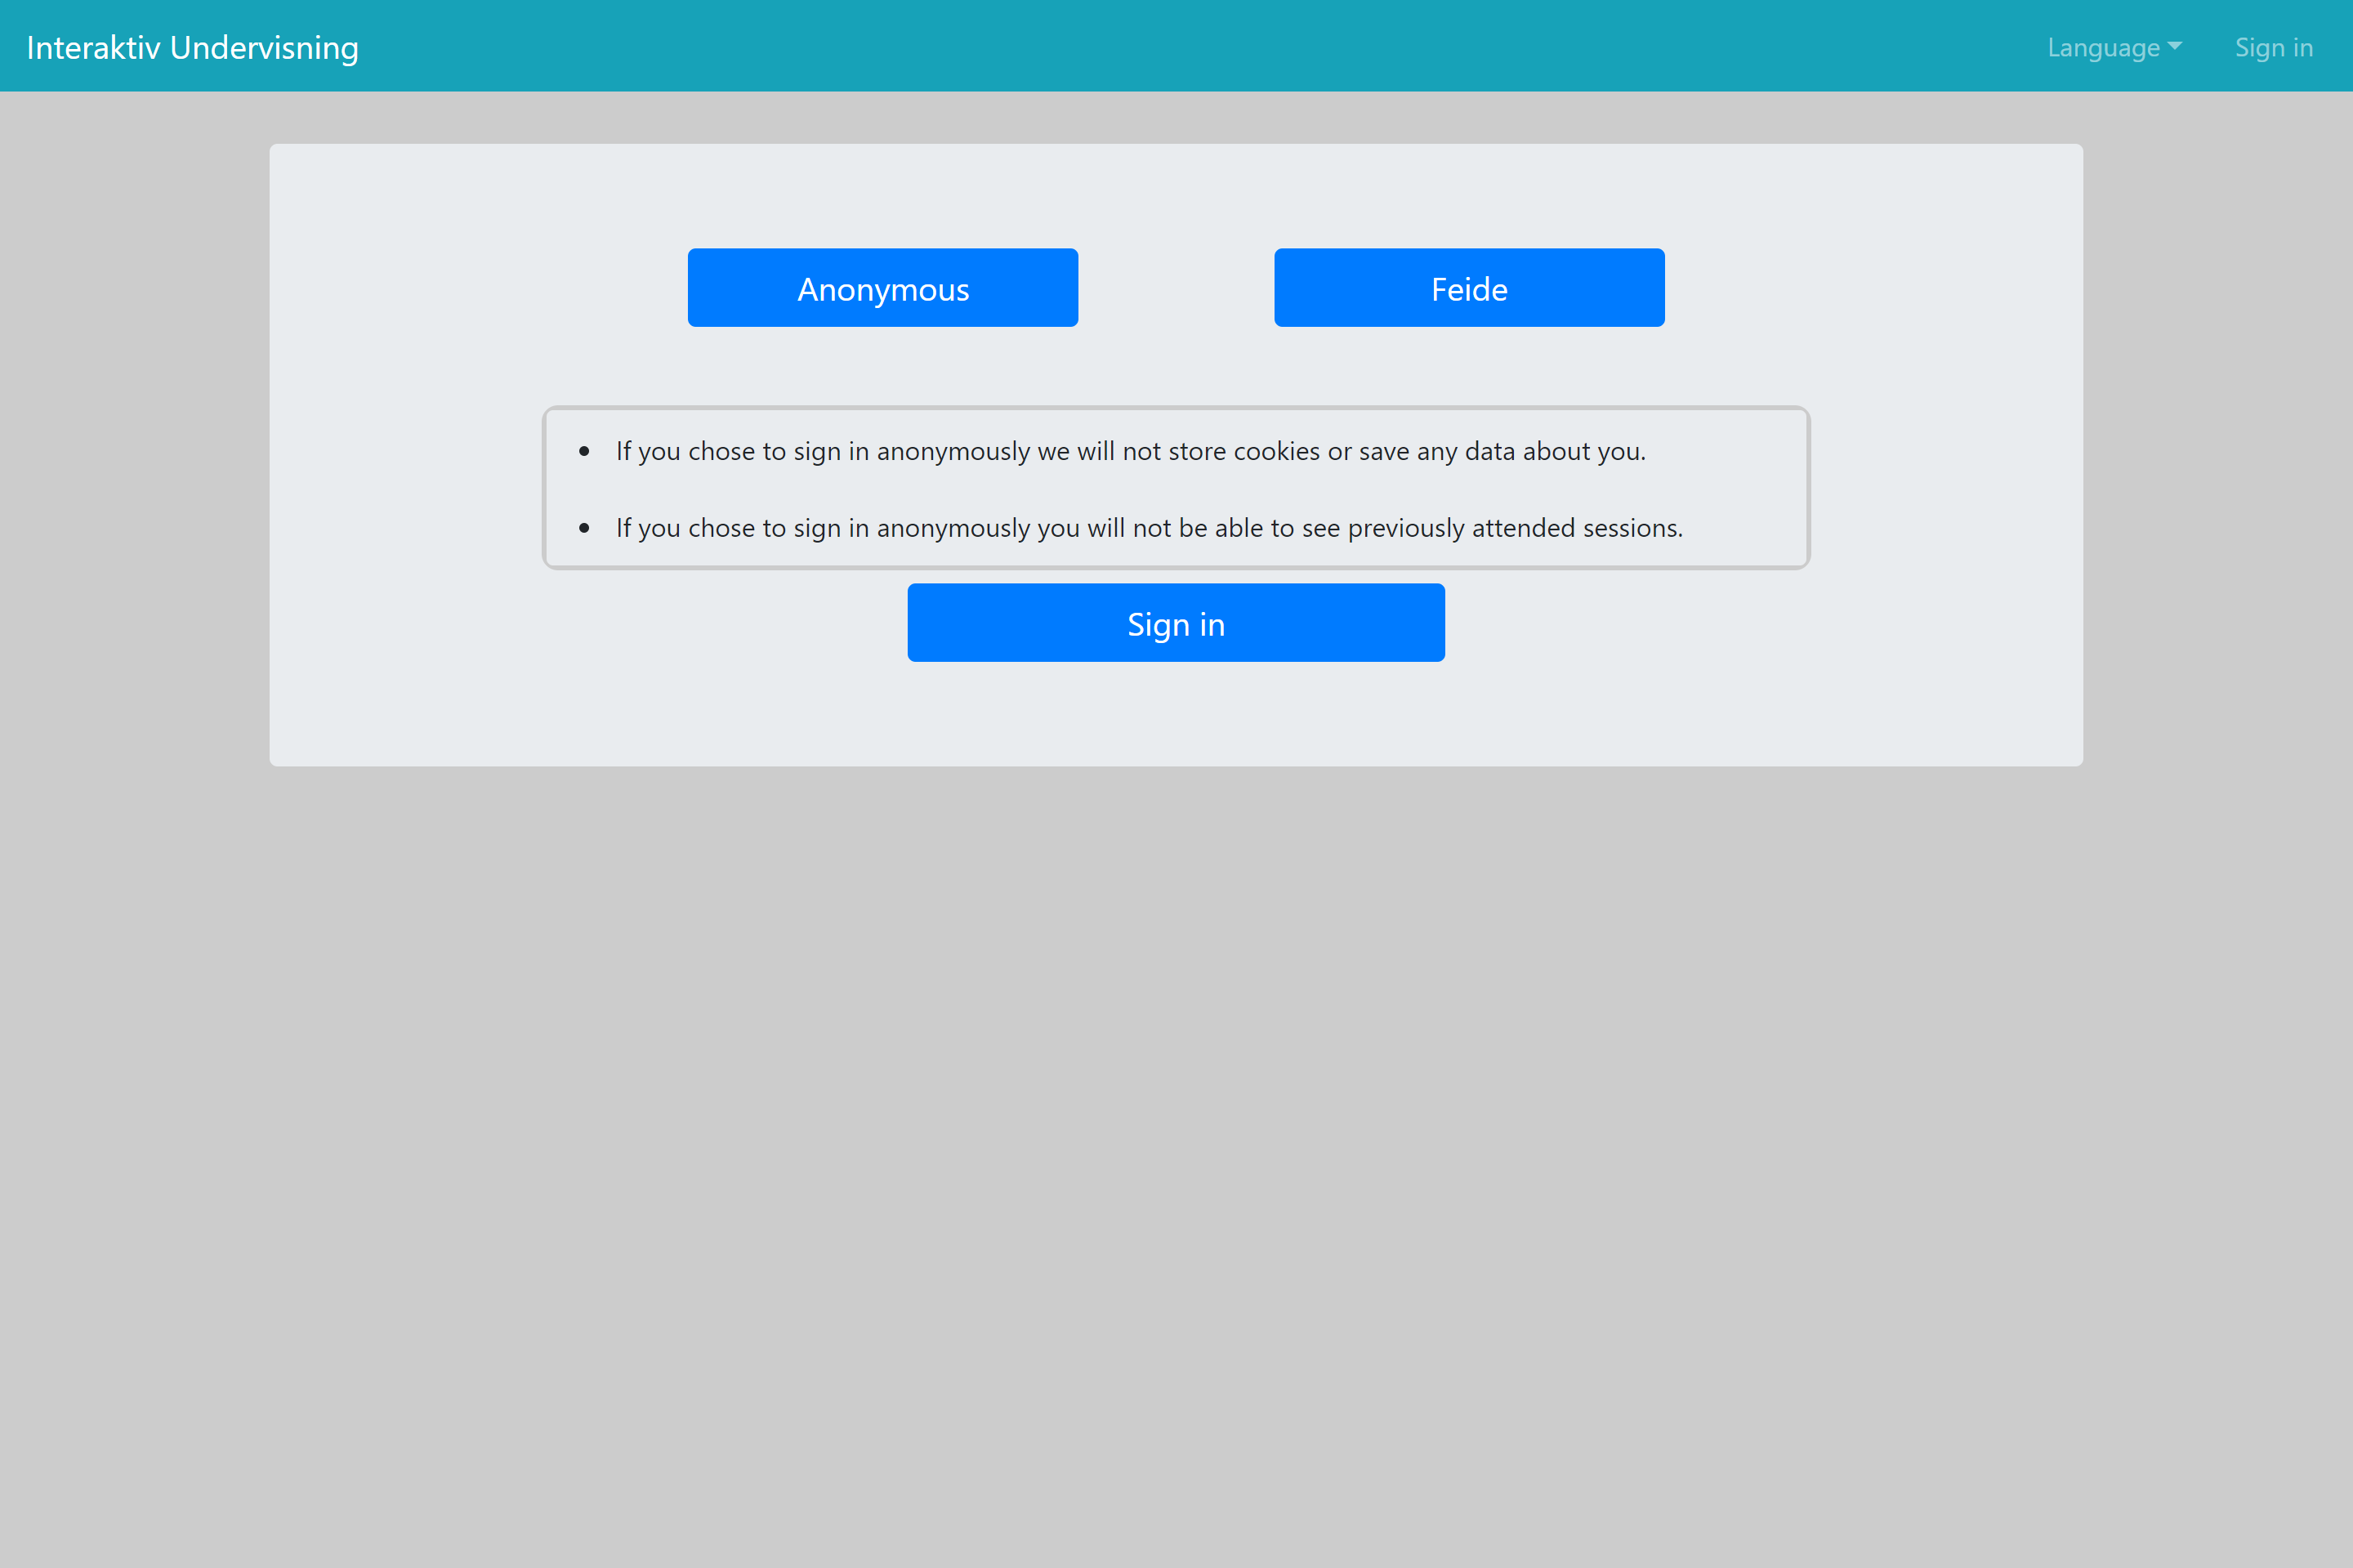 Interaktiv Undervisning
Language
Sign in
Anonymous
Feide
If you chose to sign in anonymously we will not store cookies or save any data about you.
If you chose to sign in anonymously you will not be able to see previously attended sessions.
Sign in